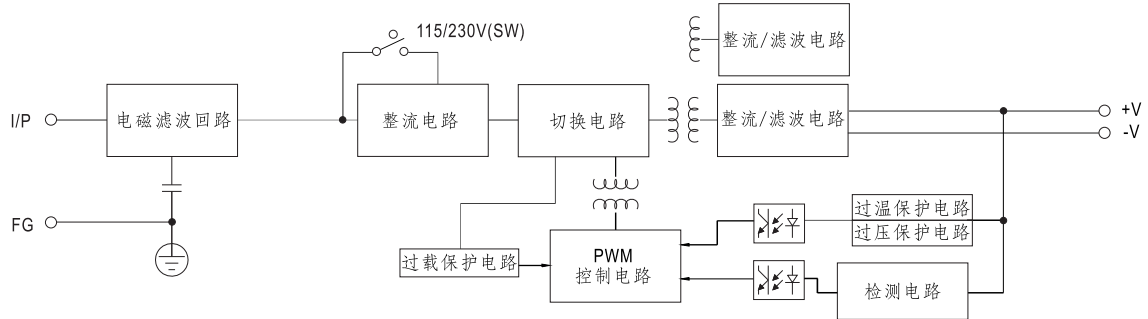 115/230V(SW)
整流/滤波电路
I/P
电磁滤波回路
整流电路
切换电路
整流/滤波电路
+V
-V
FG
过温保护电路
过压保护电路
过载保护电路
PWM
控制电路
检测电路